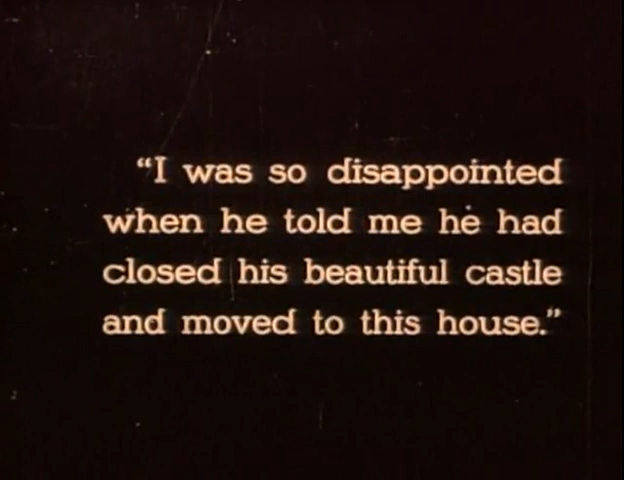 “I was so disappointed
when he told me he had
closed his beautiful castle
and moved to this house.”